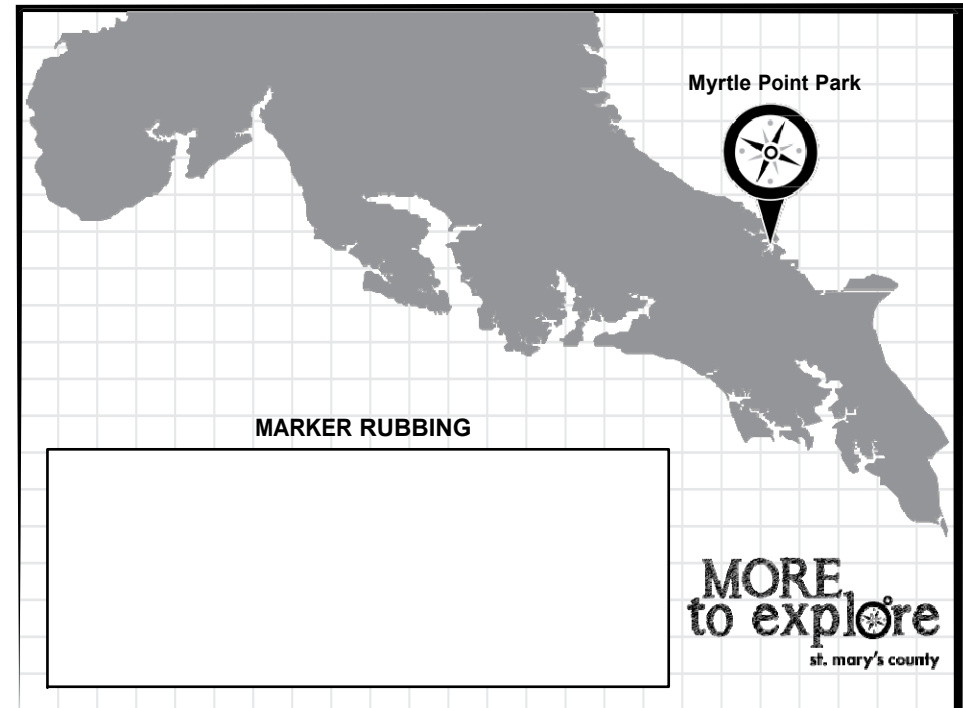 Myrtle Point Park
MARKER RUBBING
MORE
to explore
st. mary's county